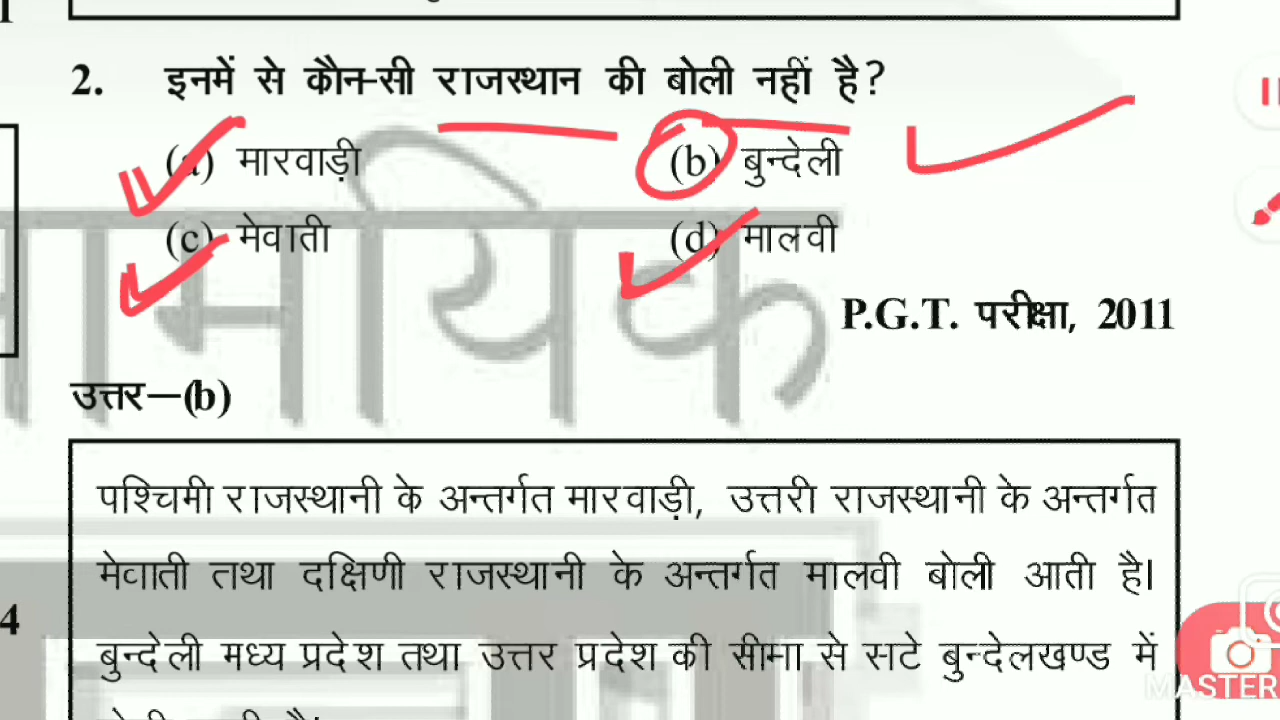 2. इनमें से कौन-सी राजस्थान की बोली नहीं है?
(a) मारवाड़ी (b) बुन्देली
(c) मेवाती (d) मालवी
P.G.T. परीक्षा, 2011
उत्तर—(b)
पश्चिमी राजस्थानी के अन्तर्गत मारवाड़ी, उत्तरी राजस्थानी के अन्तर्गत
मेवाती तथा दक्षिणी राजस्थानी के अन्तर्गत मालवी बोली आती है।
4
बुन्देली मध्य प्रदेश तथा उत्तर प्रदेश की सीमा से सटे बुन्देलखण्ड में
MASTER